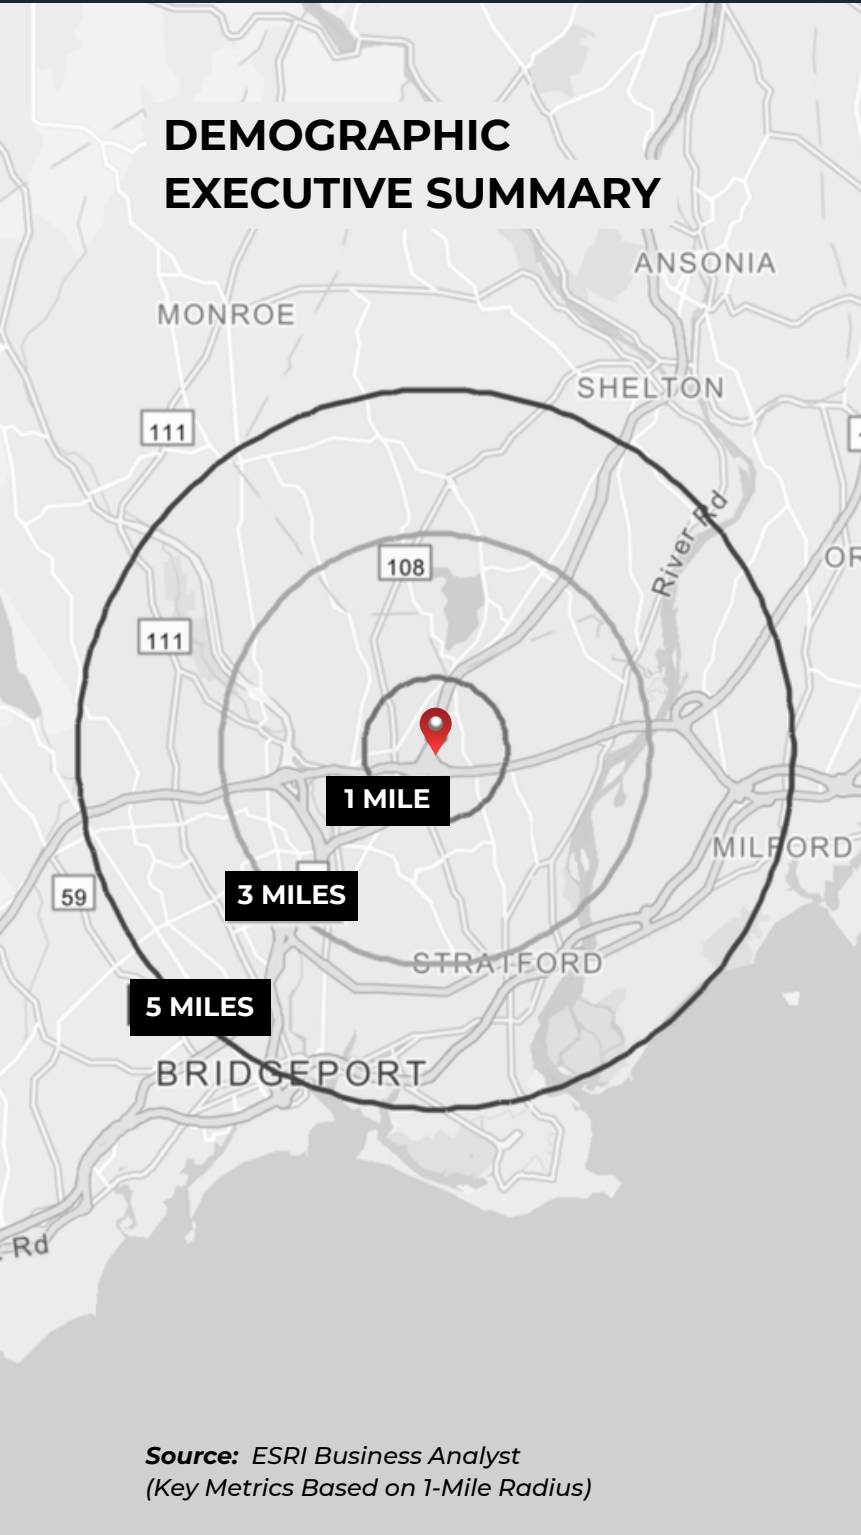 DEMOGRAPHIC
EXECUTIVE SUMMARY
ANSONIA
MONROE
SHELTON
111
River Rd
108
111
1 MILE
MILFORD
59
3 MILES
STRATFORD
5 MILES
BRIDGEPORT
Rd
Source: ESRI Business Analyst
(Key Metrics Based on 1-Mile Radius)